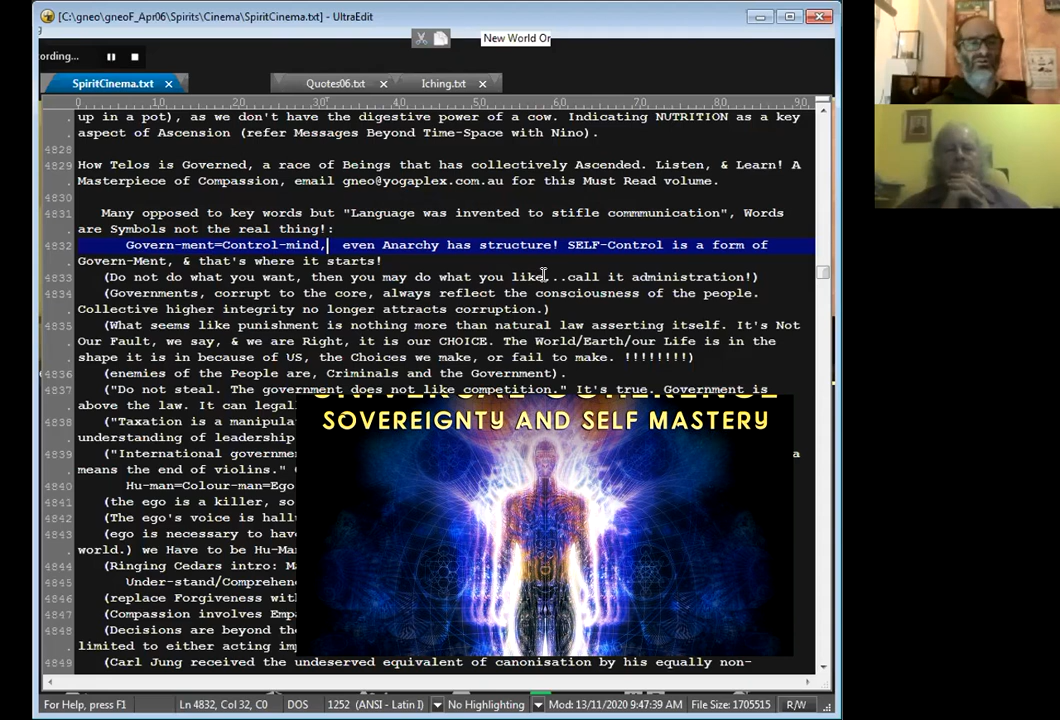 [C:\gneo\gneoF_Apr06\Spirits\Cinema\SpiritCinema.txt] - UltraEdit
New World Or
ording...
SpiritCinema.txt
Quotes06.txt
Iching.txt
0 10 20 30 40 50 60 70 80 90
up in a pot), as we don't have the digestive power of a cow. Indicating NUTRITION as a key
aspect of Ascension (refer Messages Beyond Time-Space with Nino).
4828
4829 How Telos is Governed, a race of Beings that has collectively Ascended. Listen, & Learn! A
Masterpiece of Compassion, email gneo@yogaplex.com.au for this Must Read volume.
4830
4831 Many opposed to key words but "Language was invented to stifle commmunication", Words
are Symbols not the real thing!:
4832 Govern-ment=Control-mind, even Anarchy has structure! SELF-Control is a form of
Govern-Ment, & that's where it starts!
4833 (Do not do what you want, then you may do what you like...call it administration!)
4834 (Governments, corrupt to the core, always reflect the consciousness of the people.
Collective higher integrity no longer attracts corruption.)
4835 (What seems like punishment is nothing more than natural law asserting itself. It's Not
Our Fault, we say, & we are Right, it is our CHOICE. The World/Earth/our Life is in the
shape it is in because of US, the Choices we make, or fail to make. !!!!!!!!)
4836 (enemies of the People are, Criminals and the Government).
4837 ("Do not steal. The government does not like competition." It's true. Government is
above the law. It can legal
4838 ("Taxation is a manipula
understanding of leadership
4839 ("International governme a
means the end of violins."
4840 Hu-man=Colour-man=Ego
4841 (the ego is a killer, so
4842 (The ego's voice is hall
4843 (ego is necessary to hav
world.) we Have to be Hu-Ma
4844 (Ringing Cedars intro: M
4845 Under-stand/Comprehen
4846 (replace Forgiveness wit
4847 (Compassion involves Emp
4848 (Decisions are beyond th
limited to either acting im
4849 (Carl Jung received the undeserved equivalent of canonisation by his equally non-
UNIVERSAL COHERENCE
SOVEREIGNTY AND SELF MASTERY
For Help, press F1
Ln 4832, Col 32, C0
DOS
1252 (ANSI - Latin I)
No Highlighting
Mod: 13/11/2020 9:47:39 AM
File Size: 1705515
R/W